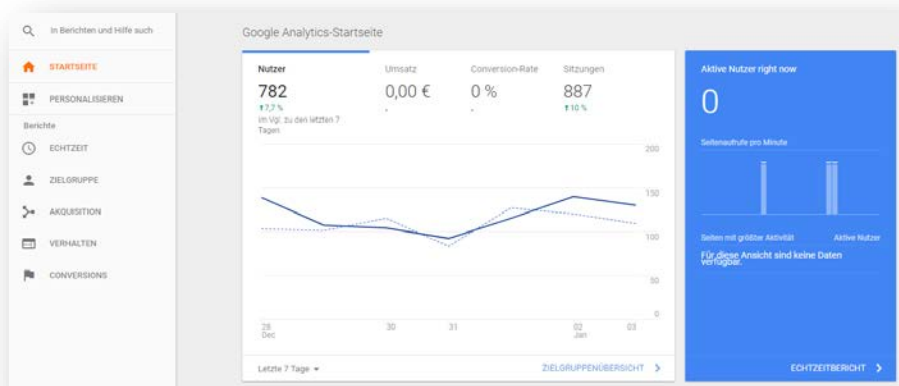 In Berichten und Hilfe such
STARTSEITE
PERSONALISIEREN
Berichte
ECHTZEIT
ZIELGRUPPE
AKQUISITION
VERHALTEN
CONVERSIONS
Google Analytics-Startseite
Nutzer
782
↑7,7 %
im Vgl. zu den letzten 7
Tagen
Umsatz
0,00 €
-
Conversion-Rate
0 %
-
Sitzungen
887
↑10 %
200
150
100
50
0
28
Dec
30
31
02
Jan
03
Letzte 7 Tage
ZIELGRUPPENÜBERSICHT
Aktive Nutzer right now
0
Seitenaufrufe pro Minute
Seiten mit größter Aktivität Aktive Nutzer
Für diese Ansicht sind keine Daten
verfügbar.
ECHTZEITBERICHT